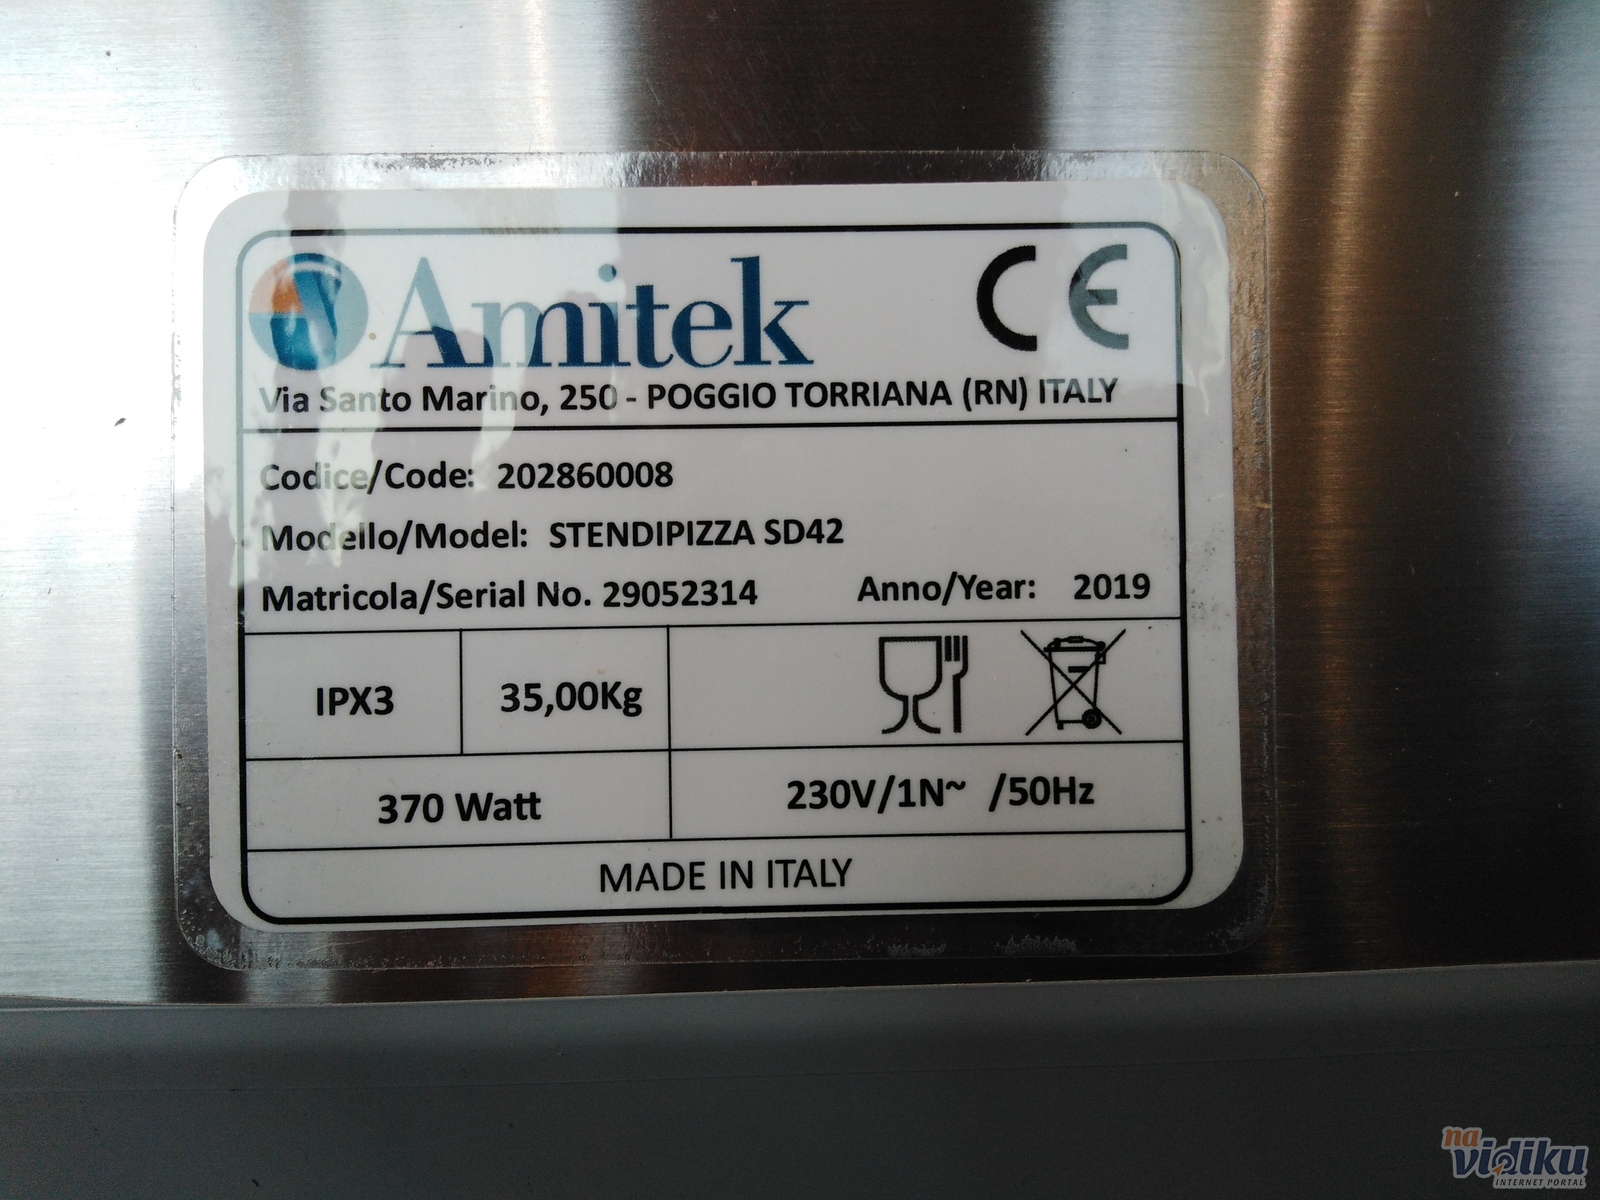 Amitek CE
Via Santo Marino, 250 - POGGIO TORRIANA (RN) ITALY
Codice/Code: 202860008
Modello/Model: STENDIPIZZA SD42
Matricola/Serial No. 29052314 Anno/Year: 2019
IPX3 35,00Kg
370 Watt 230V/1N~ /50Hz
MADE IN ITALY
na
vidiku
INTERNET PORTAL